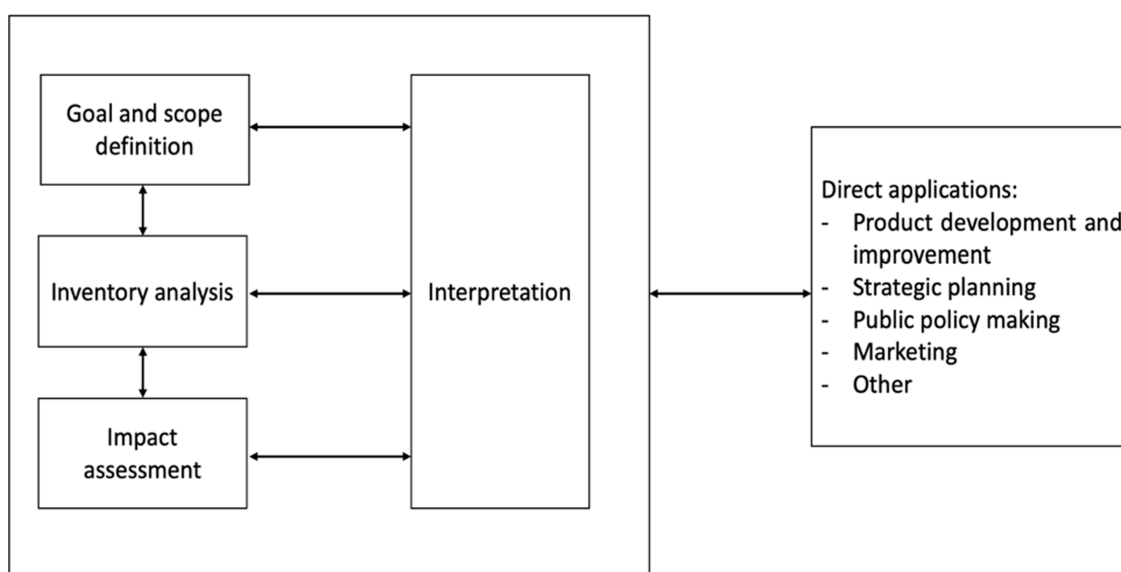 Goal and scope
definition
Inventory analysis
Impact
assessment
Interpretation
Direct applications:
- Product development and
improvement
- Strategic planning
- Public policy making
- Marketing
- Other